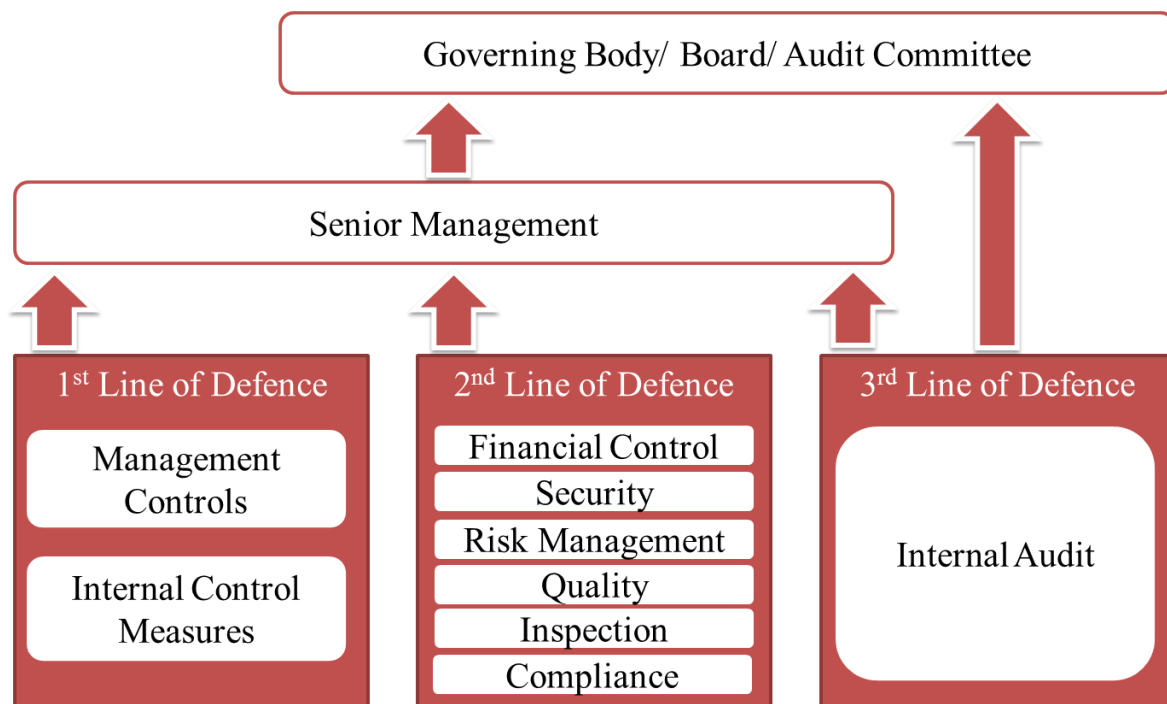 Governing Body/ Board/ Audit Committee
Senior Management
1st Line of Defence
Management
Controls
Internal Control
Measures
2nd Line of Defence
Financial Control
Security
Risk Management
Quality
Inspection
Compliance
3rd Line of Defence
Internal Audit